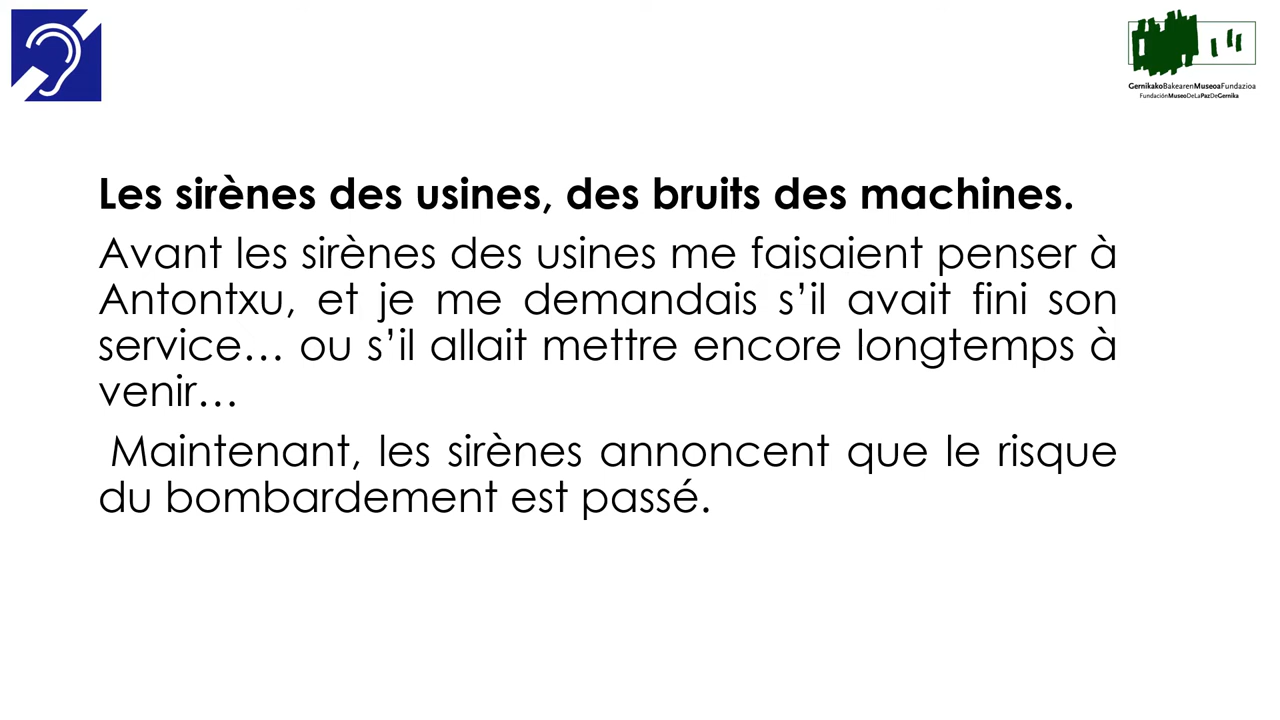 GernikakoBakearenMuseoaFundazioa
FundaciónMuseoDeLaPazDeGernika
Les sirènes des usines, des bruits des machines.
Avant les sirènes des usines me faisaient penser à
Antontxu, et je me demandais s’il avait fini son
service… ou s’il allait mettre encore longtemps à
venir…
Maintenant, les sirènes annoncent que le risque
du bombardement est passé.